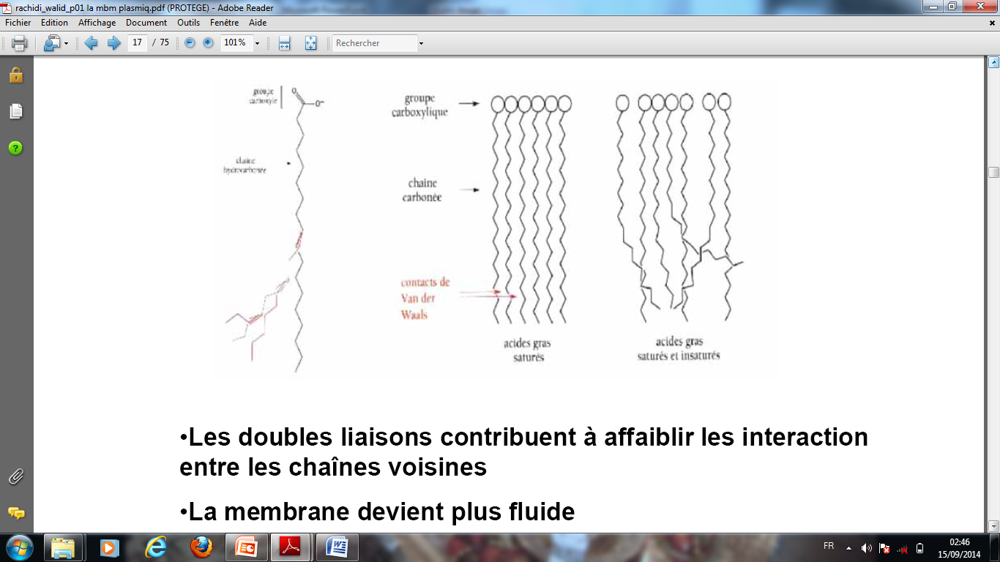 rachidi_walid_p01 la mbm plasmiq.pdf (PROTEGE) - Adobe Reader
Fichier Edition Affichage Document Outils Fenêtre Aide
17 / 75 101% Rechercher
groupe
carboxyle
O
O-
chaîne
hydrocarbonée
groupe
carboxylique
chaine
carbonée
contacts de
Van der
Waals
acides gras
saturés
acides gras
saturés et insaturés
•Les doubles liaisons contribuent à affaiblir les interaction
entre les chaînes voisines
•La membrane devient plus fluide
FR
02:46
15/09/2014